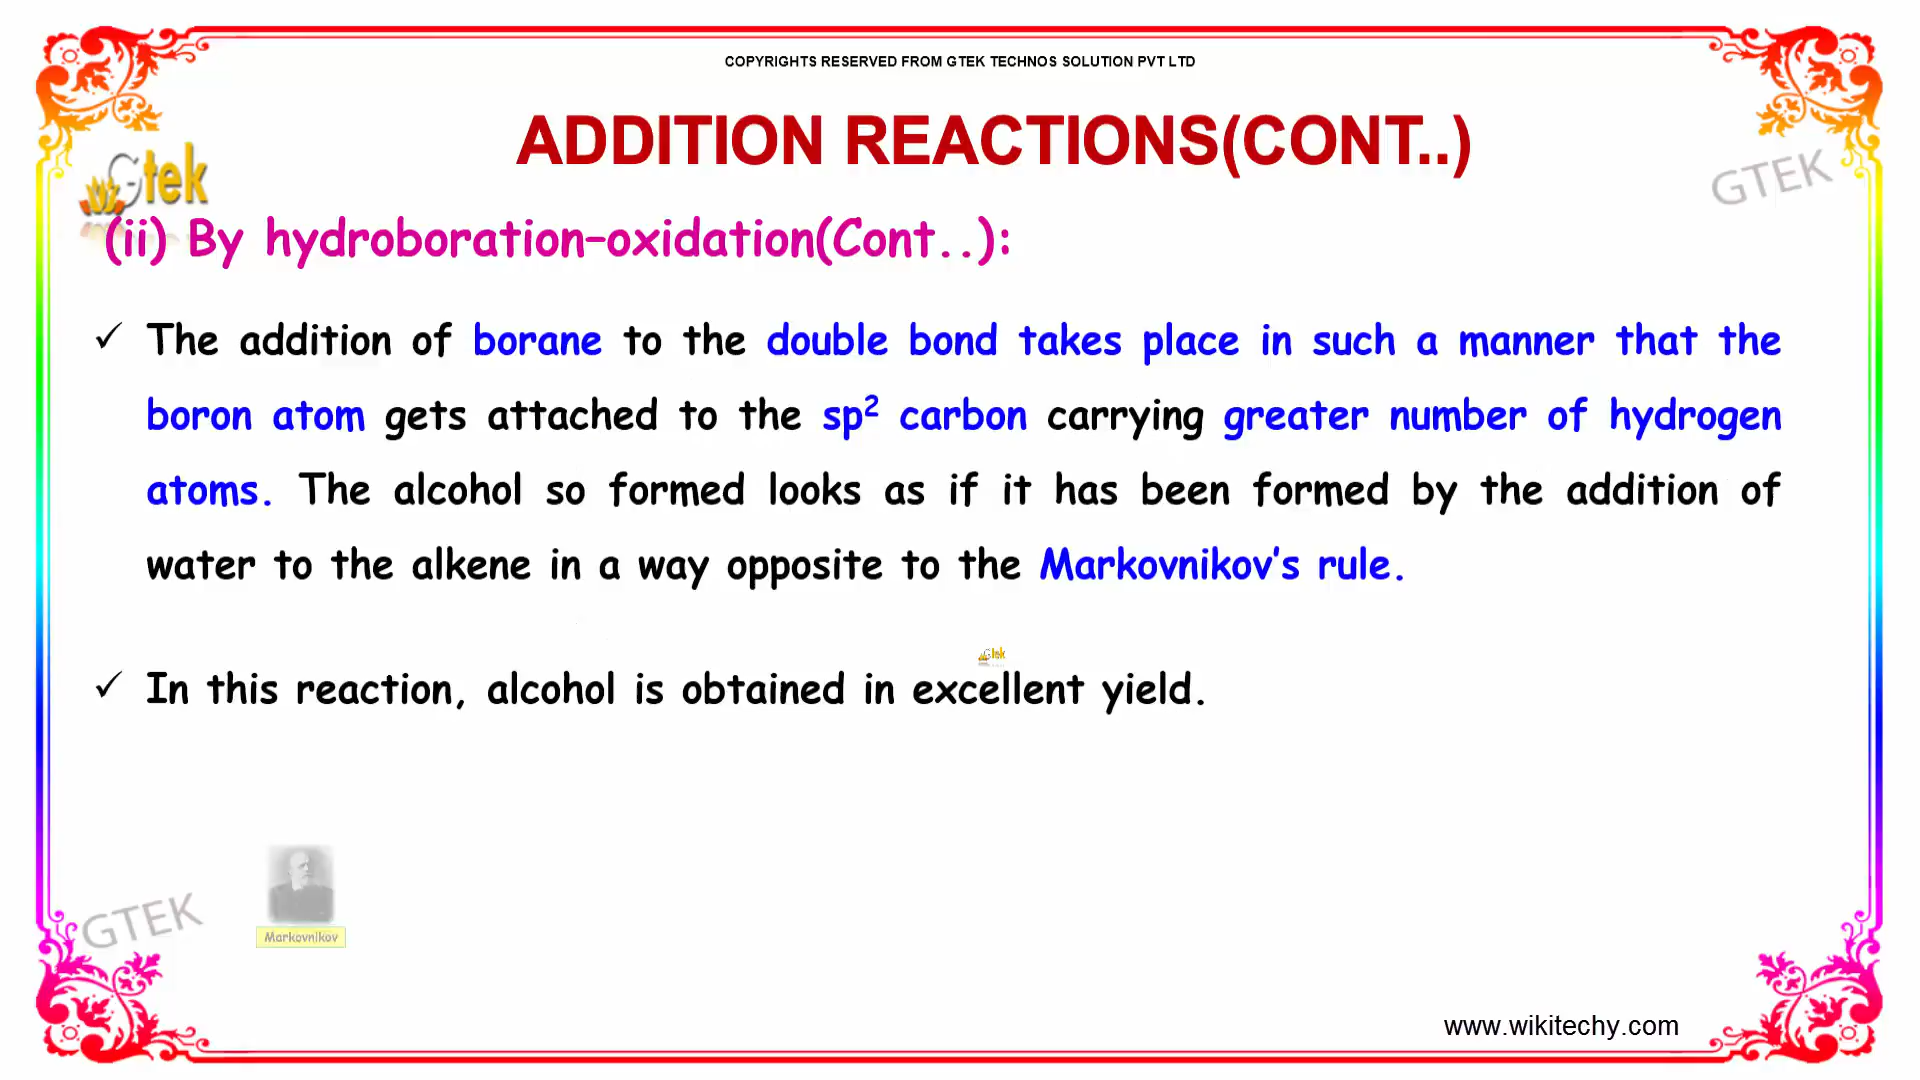 COPYRIGHTS RESERVED FROM GTEK TECHNOS SOLUTION PVT LTD
ADDITION REACTIONS(CONT..)
Gtek
GTEK
(ii) By hydroboration–oxidation(Cont..):
✓ The addition of borane to the double bond takes place in such a manner that the
boron atom gets attached to the sp² carbon carrying greater number of hydrogen
atoms. The alcohol so formed looks as if it has been formed by the addition of
water to the alkene in a way opposite to the Markovnikov’s rule.
Gtek
✓ In this reaction, alcohol is obtained in excellent yield.
GTEK
Markovnikov
www.wikitechy.com